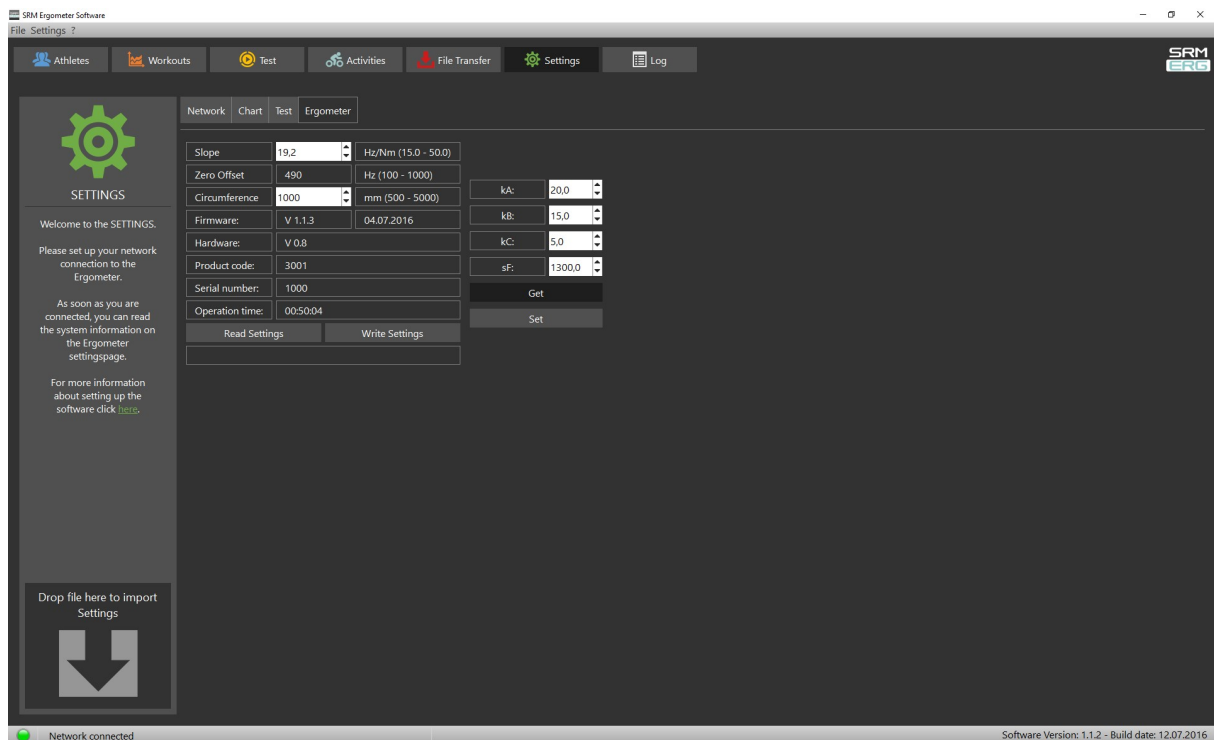 SRM Ergometer Software
File Settings ?
Athletes
Workouts
Test
Activities
File Transfer
Settings
Log
SRM
ERG
SETTINGS
Welcome to the SETTINGS.
Please set up your network
connection to the
Ergometer.
As soon as you are
connected, you can read
the system information on
the Ergometer
settingspage.
For more information
about setting up the
software click here.
Drop file here to import
Settings
Network Chart Test Ergometer
Slope 19,2 Hz/Nm (15.0 - 50.0)
Zero Offset 490 Hz (100 - 1000)
Circumference 1000 mm (500 - 5000)
Firmware: V 1.1.3 04.07.2016
Hardware: V 0.8
Product code: 3001
Serial number: 1000
Operation time: 00:50:04
Read Settings Write Settings
kA: 20,0
kB: 15,0
kC: 5,0
sF: 1300,0
Get
Set
Network connected
Software Version: 1.1.2 - Build date: 12.07.2016